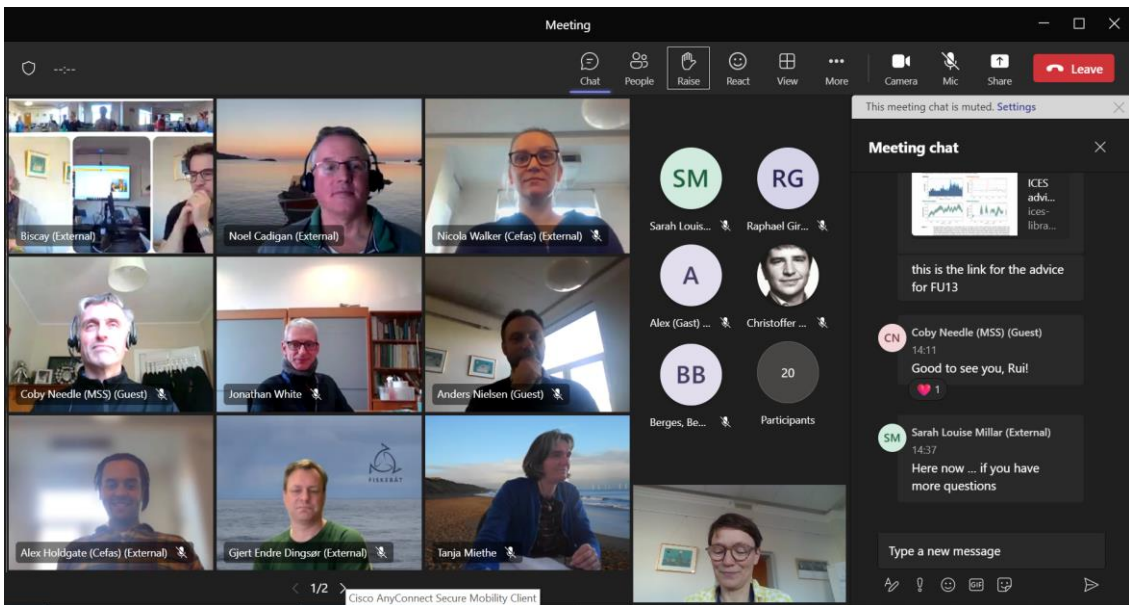 Meeting
--:--
Chat
People
Raise
React
View
More
Camera
Mic
Share
Leave
This meeting chat is muted. Settings
Meeting chat
Biscay (External)
Noel Cadigan (External)
Nicola Walker (Cefas) (External)
Coby Needle (MSS) (Guest)
Jonathan White
Anders Nielsen (Guest)
Alex Holdgate (Cefas) (External)
FISKEBÅT
Gjert Endre Dingsør (External)
Tanja Miethe
1/2
Cisco AnyConnect Secure Mobility Client
SM
Sarah Louis...
RG
Raphael Gir...
A
Alex (Gast) ...
Christoffer ...
BB
Berges, Be...
20
Participants
ICES
advi...
ices-
libra...
this is the link for the advice
for FU13
CN
Coby Needle (MSS) (Guest)
14:11
Good to see you, Rui!
1
SM
Sarah Louise Millar (External)
14:37
Here now ... if you have
more questions
Type a new message
GIF